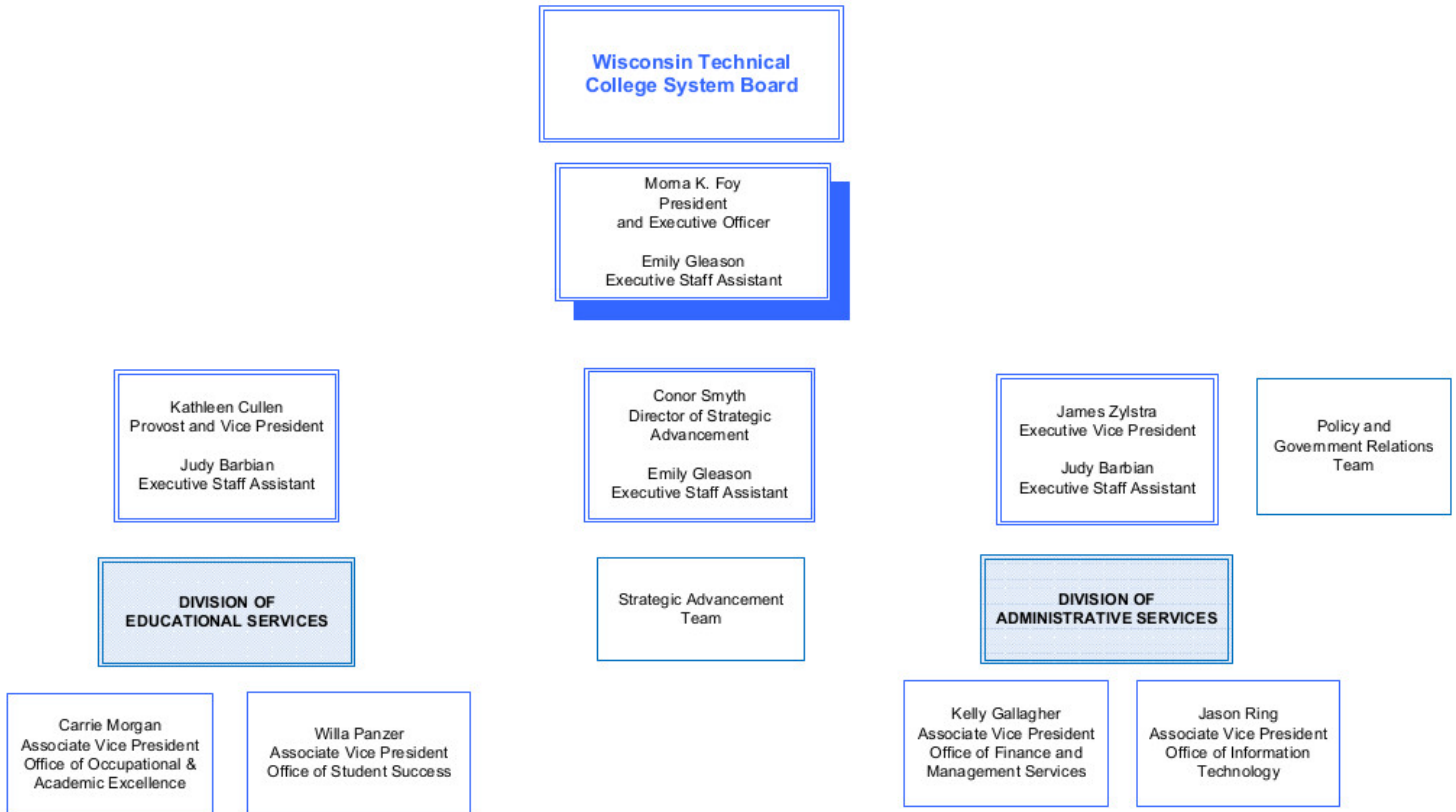 Wisconsin Technical
College System Board
Morna K. Foy
President
and Executive Officer
Emily Gleason
Executive Staff Assistant
Kathleen Cullen
Provost and Vice President
Judy Barbian
Executive Staff Assistant
Conor Smyth
Director of Strategic
Advancement
Emily Gleason
Executive Staff Assistant
James Zylstra
Executive Vice President
Judy Barbian
Executive Staff Assistant
Policy and
Government Relations
Team
DIVISION OF
EDUCATIONAL SERVICES
Strategic Advancement
Team
DIVISION OF
ADMINISTRATIVE SERVICES
Carrie Morgan
Associate Vice President
Office of Occupational &
Academic Excellence
Willa Panzer
Associate Vice President
Office of Student Success
Kelly Gallagher
Associate Vice President
Office of Finance and
Management Services
Jason Ring
Associate Vice President
Office of Information
Technology